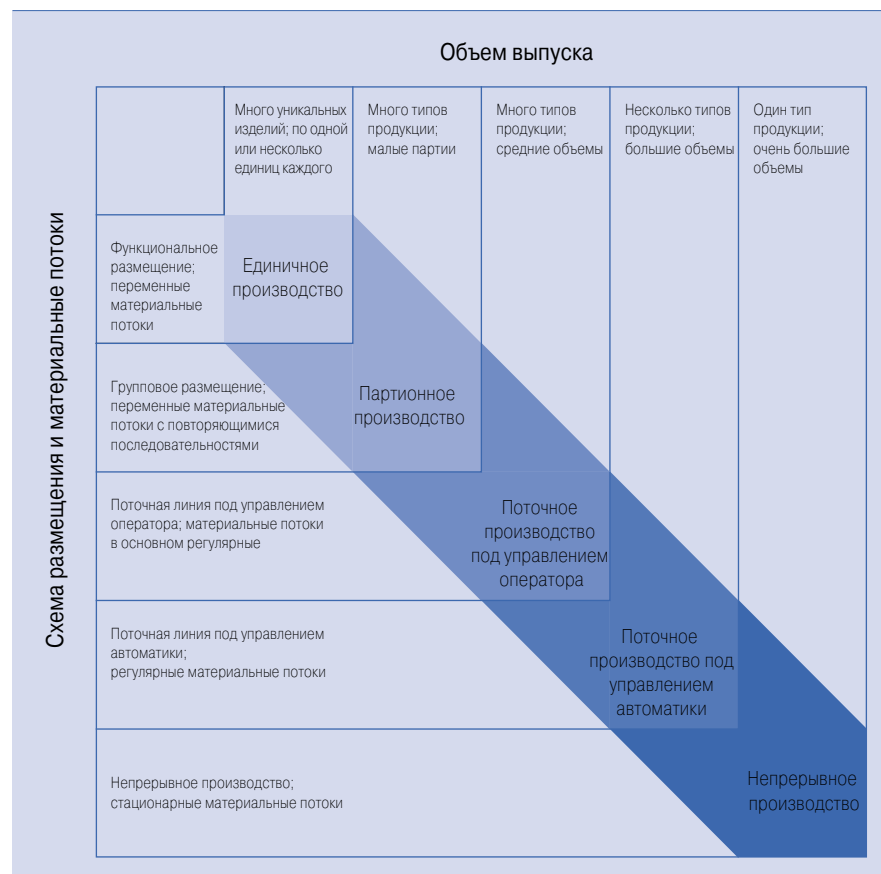 Объем выпуска
Много уникальных
изделий; по одной
или несколько
единиц каждого
Много типов
продукции;
малые партии
Много типов
продукции;
средние объемы
Несколько типов
продукции;
большие объемы
Один тип
продукции;
очень большие
объемы
Схема размещения и материальные потоки
Функциональное
размещение;
переменные
материальные
потоки
Единичное
производство
Групповое размещение;
переменные материальные
потоки с повторяющимися
последовательностями
Партионное
производство
Поточная линия под управлением
оператора; материальные потоки
в основном регулярные
Поточное
производство
под управлением
оператора
Поточная линия под управлением
автоматики;
регулярные материальные потоки
Поточное
производство под
управлением
автоматики
Непрерывное производство;
стационарные материальные потоки
Непрерывное
производство